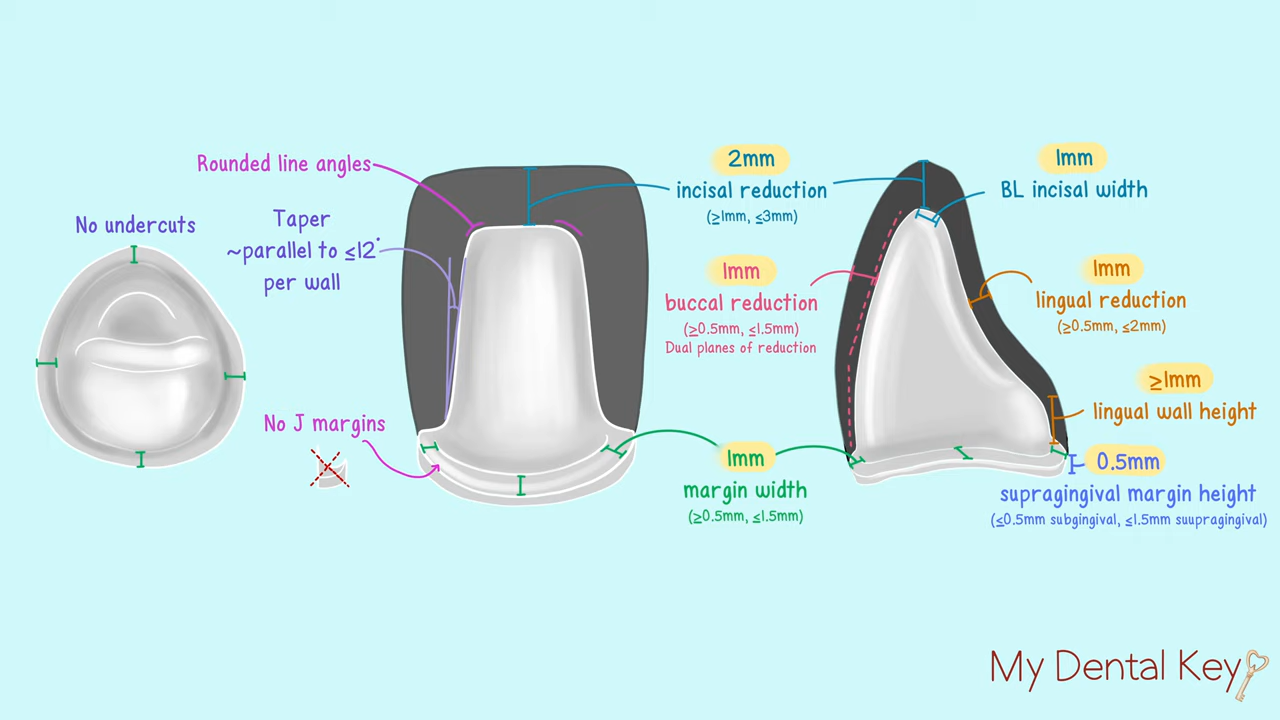 No undercuts
Rounded line angles
Taper
~parallel to ≤12°
per wall
No J margins
2mm
incisal reduction
(≥1mm, ≤3mm)
1mm
buccal reduction
(≥0.5mm, ≤1.5mm)
Dual planes of reduction
1mm
margin width
(≥0.5mm, ≤1.5mm)
1mm
BL incisal width
1mm
lingual reduction
(≥0.5mm, ≤2mm)
≥1mm
lingual wall height
0.5mm
supragingival margin height
(≤0.5mm subgingival, ≤1.5mm suupragingival)
My Dental Key